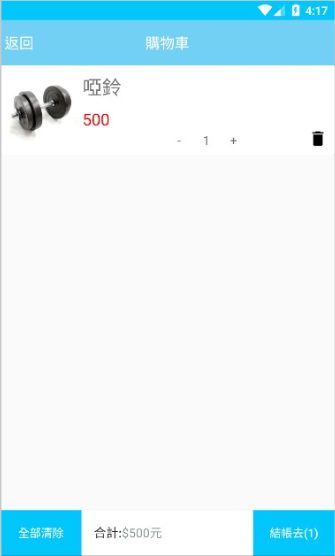 4:17
返回
購物車
啞鈴
500
- 1 +
全部清除
合計:$500元
結帳去(1)